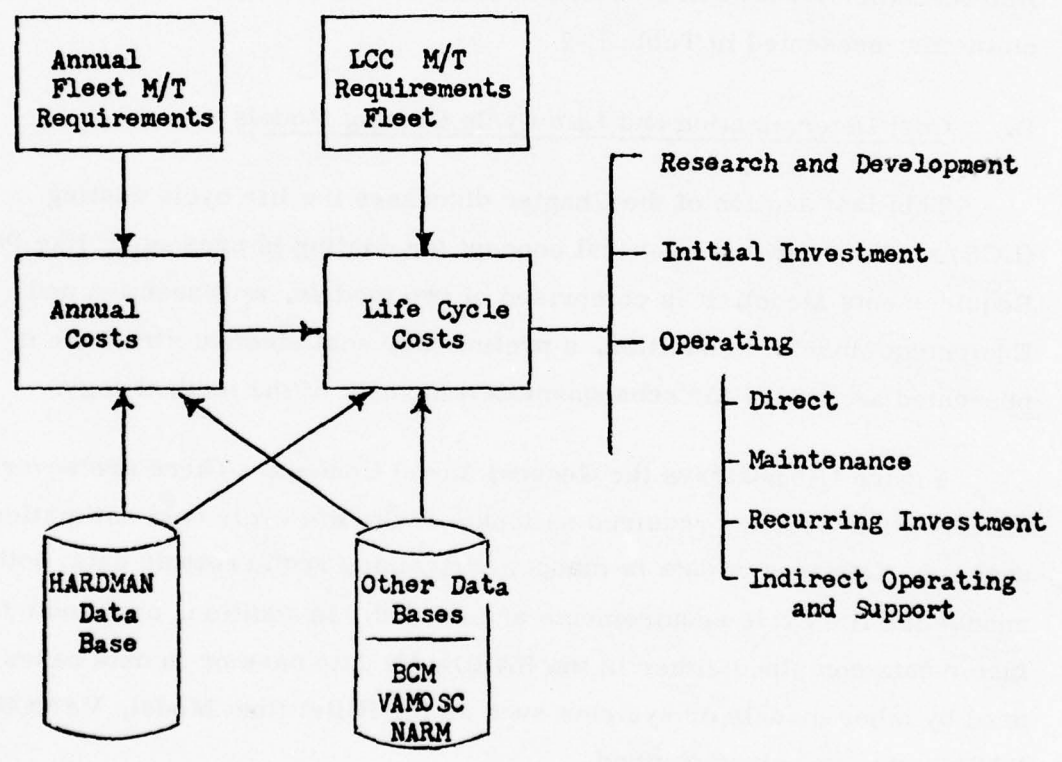 Annual
Fleet M/T
Requirements
LCC M/T
Requirements
Fleet
Annual
Costs
Life Cycle
Costs
Research and Development
Initial Investment
Operating
Direct
Maintenance
Recurring Investment
Indirect Operating
and Support
HARDMAN
Data
Base
Other Data
Bases
BCM
VAMOSC
NARM